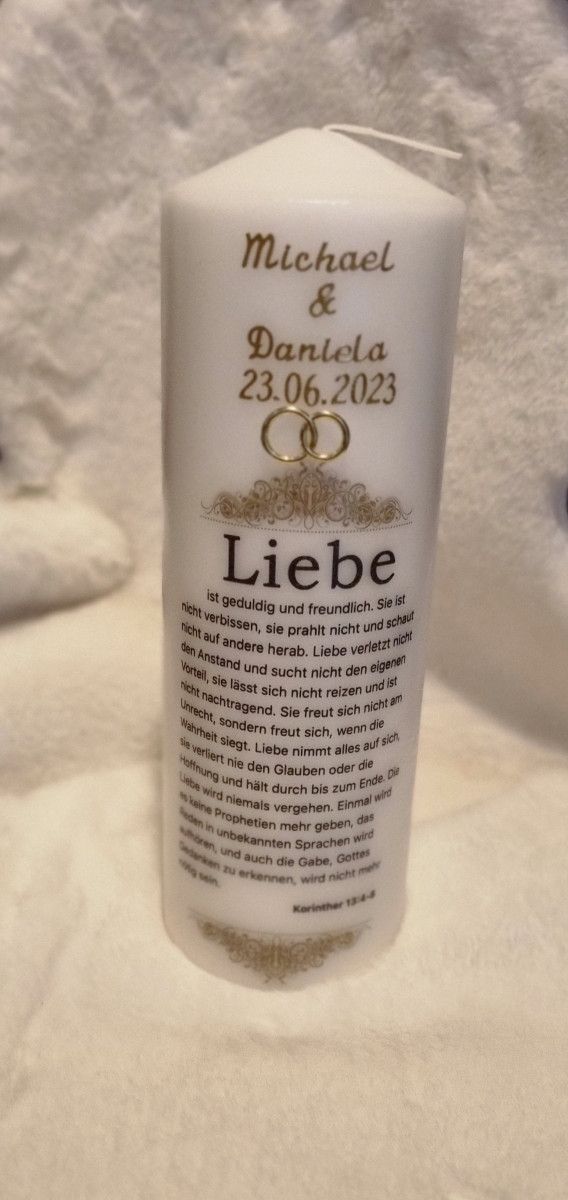 Michael
&
Daniela
23.06.2023
Liebe
ist geduldig und freundlich. Sie ist
nicht verbissen, sie prahlt nicht und schaut
nicht auf andere herab. Liebe verletzt nicht
den Anstand und sucht nicht den eigenen
Vorteil, sie lässt sich nicht reizen und ist
nicht nachtragend. Sie freut sich nicht am
Unrecht, sondern freut sich, wenn die
Wahrheit siegt. Liebe nimmt alles auf sich,
sie verliert nie den Glauben oder die
Hoffnung und hält durch bis zum Ende. Die
Liebe wird niemals vergehen. Einmal wird
es keine Prophetien mehr geben, das
Reden in unbekannten Sprachen wird
aufhören, und auch die Gabe, Gottes
Gedanken zu erkennen, wird nicht mehr
nötig sein.
Korinther 13:4-8